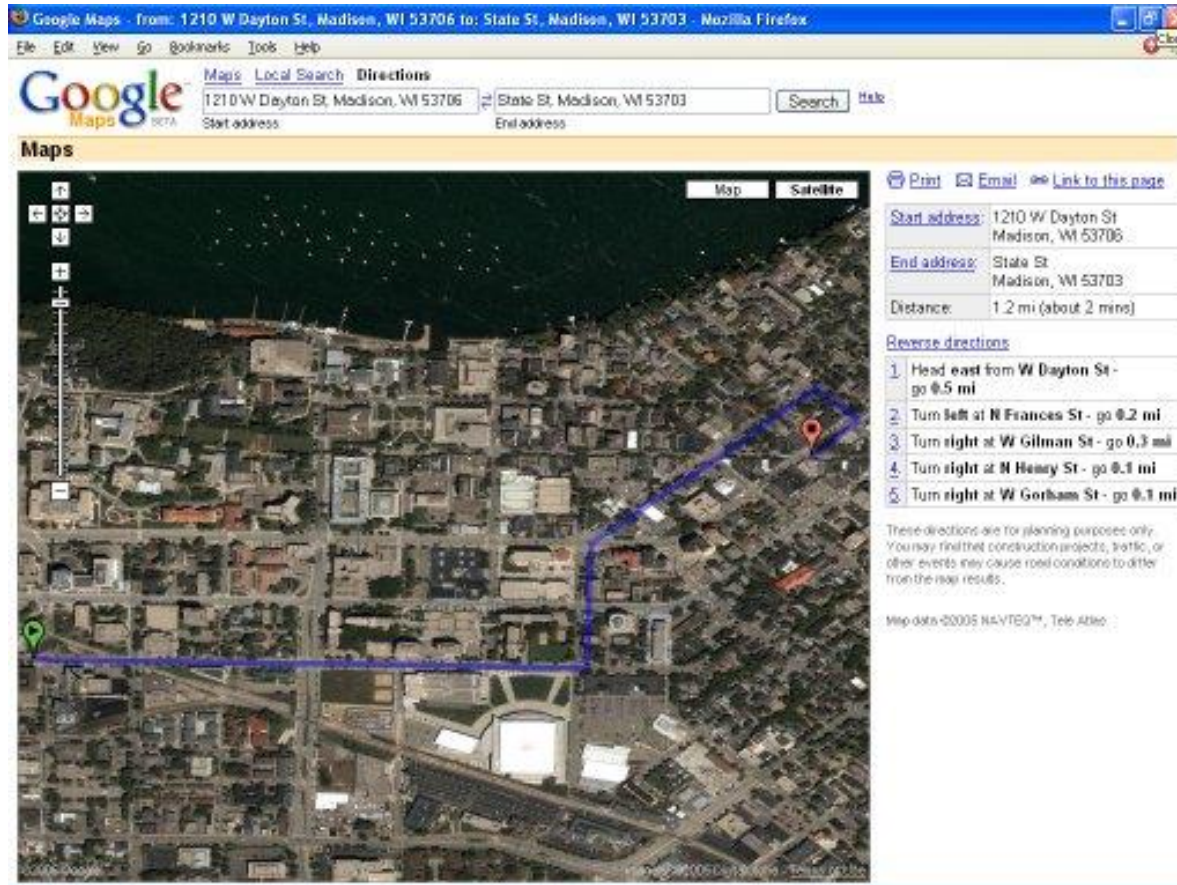 Google Maps - from: 1210 W Dayton St, Madison, WI 53706 to: State St, Madison, WI 53703 - Mozilla Firefox
File Edit View Go Bookmarks Tools Help
Maps Local Search Directions
Google Maps BETA
1210 W Dayton St, Madison, WI 53706 State St, Madison, WI 53703 Search Help
Start address End address
Maps
Map Satellite
Print Email Link to this page
Start address: 1210 W Dayton St
Madison, WI 53706
End address: State St
Madison, WI 53703
Distance: 1.2 mi (about 2 mins)
Reverse directions
1. Head east from W Dayton St -
go 0.5 mi
2. Turn left at N Frances St - go 0.2 mi
3. Turn right at W Gilman St - go 0.3 mi
4. Turn right at N Henry St - go 0.1 mi
5. Turn right at W Gorham St - go 0.1 mi
These directions are for planning purposes only.
You may find that construction projects, traffic, or
other events may cause road conditions to differ
from the map results.
Map data ©2005 NAVTEQ™, Tele Atlas
©2005 Google